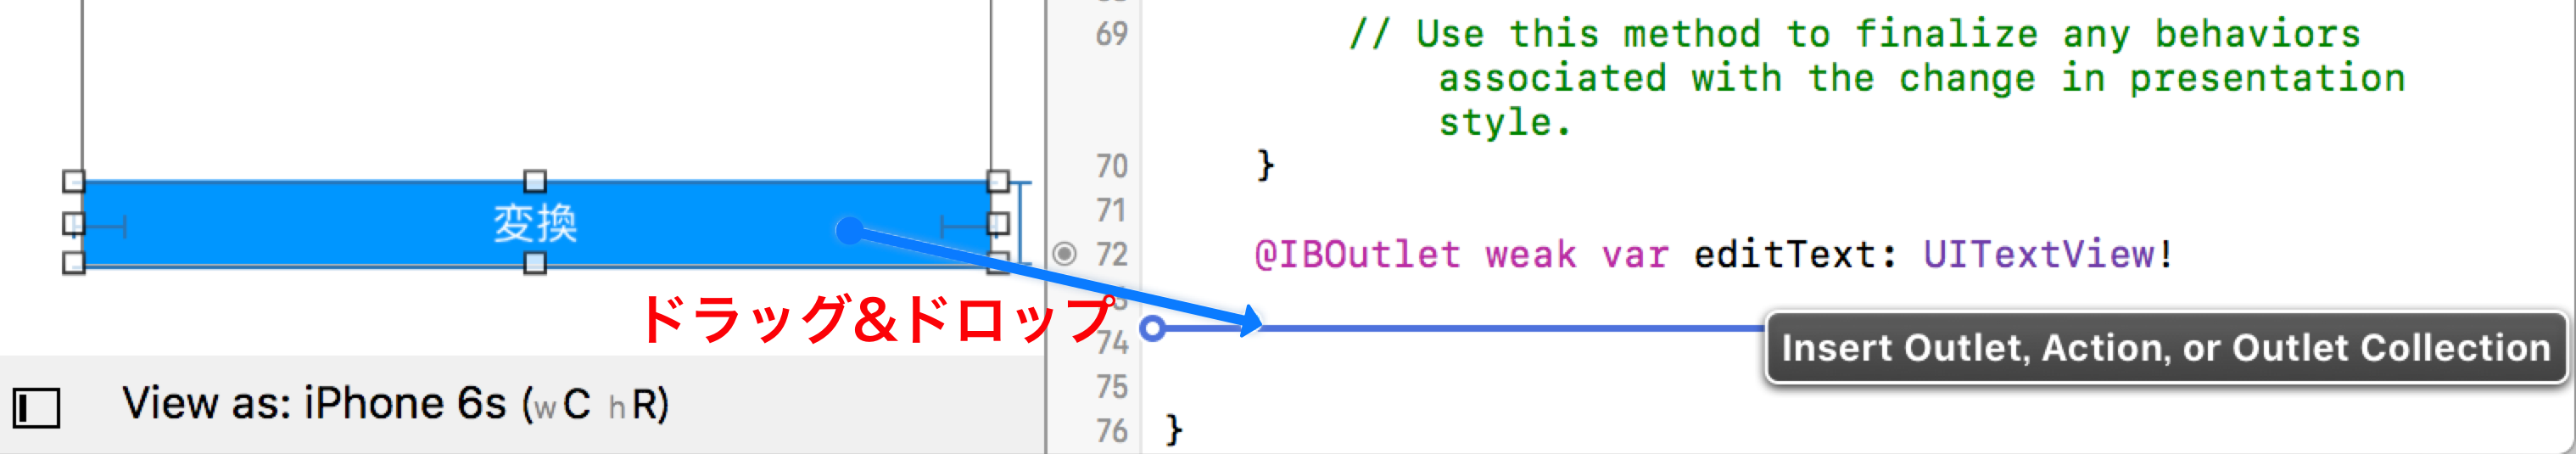 変換
ドラッグ&ドロップ
View as: iPhone 6s (wC hR)
69 // Use this method to finalize any behaviors
associated with the change in presentation
style.
70 }
71
72 @IBOutlet weak var editText: UITextView!
74
75
76 }
Insert Outlet, Action, or Outlet Collection